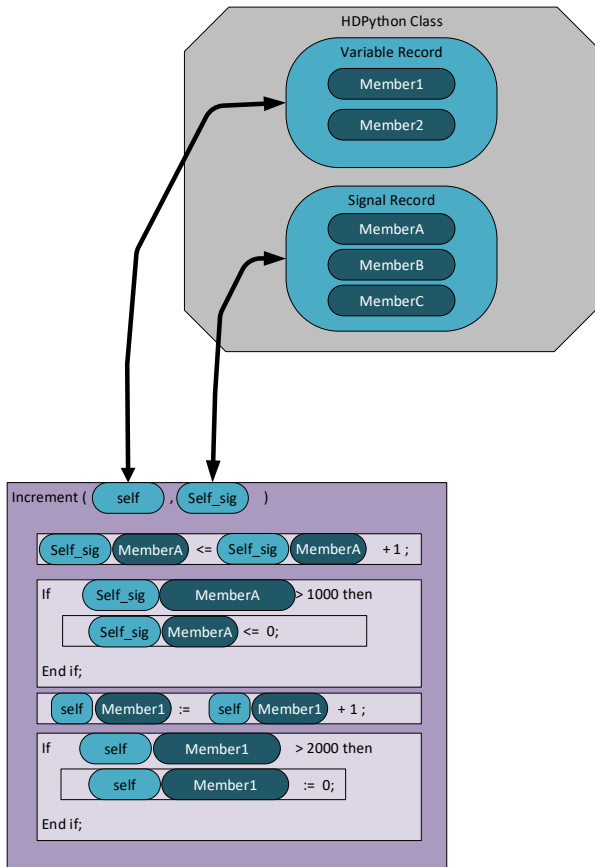 HDPython Class
Variable Record
Member1
Member2
Signal Record
MemberA
MemberB
MemberC
Increment ( self , Self_sig )
Self_sig MemberA <= Self_sig MemberA + 1 ;
If Self_sig MemberA > 1000 then
Self_sig MemberA <= 0;
End if;
self Member1 := self Member1 + 1 ;
If self Member1 > 2000 then
self Member1 := 0;
End if;